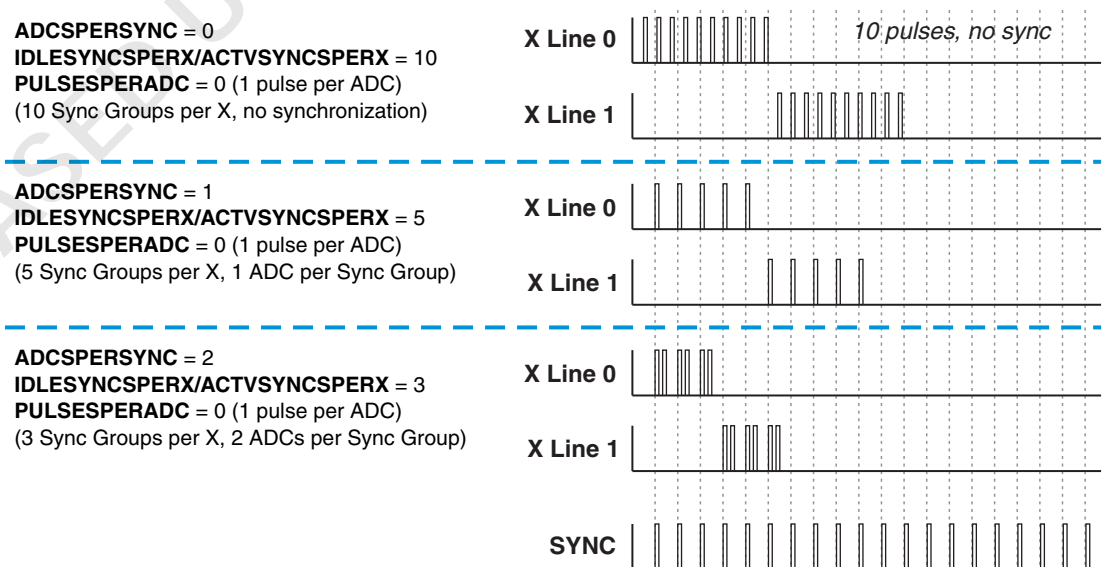 ADCSPERSYNC = 0
IDLESYNCSPERX/ACTVSYNCSPERX = 10
PULSESPERADC = 0 (1 pulse per ADC)
(10 Sync Groups per X, no synchronization)
X Line 0
10 pulses, no sync
X Line 1
ADCSPERSYNC = 1
IDLESYNCSPERX/ACTVSYNCSPERX = 5
PULSESPERADC = 0 (1 pulse per ADC)
(5 Sync Groups per X, 1 ADC per Sync Group)
X Line 0
X Line 1
ADCSPERSYNC = 2
IDLESYNCSPERX/ACTVSYNCSPERX = 3
PULSESPERADC = 0 (1 pulse per ADC)
(3 Sync Groups per X, 2 ADCs per Sync Group)
X Line 0
X Line 1
SYNC